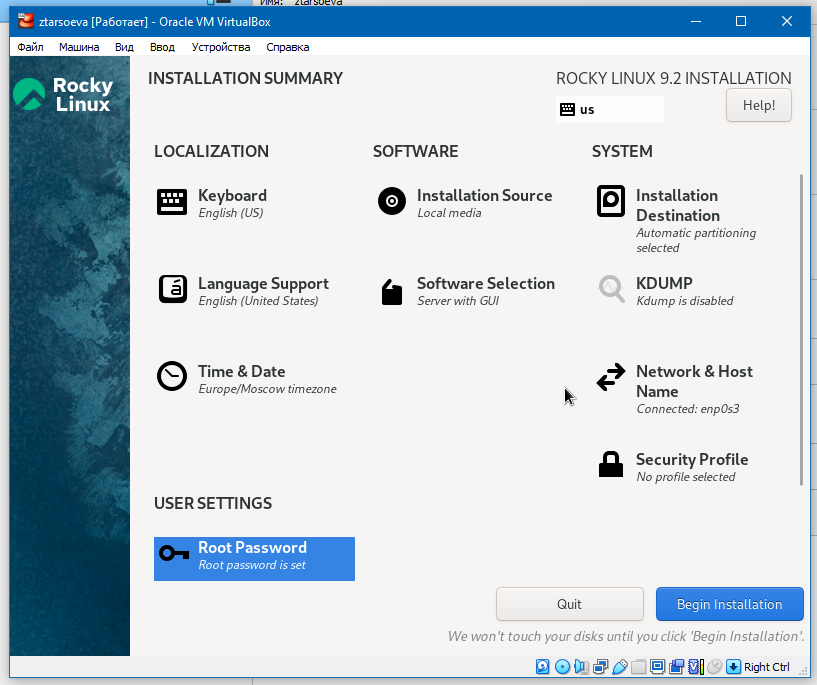 Имя: ztarsoeva
ztarsoeva [Работает] - Oracle VM VirtualBox
Файл Машина Вид Ввод Устройства Справка
Rocky
Linux
INSTALLATION SUMMARY
ROCKY LINUX 9.2 INSTALLATION
us
Help!
LOCALIZATION
Keyboard
English (US)
Language Support
English (United States)
Time & Date
Europe/Moscow timezone
SOFTWARE
Installation Source
Local media
Software Selection
Server with GUI
SYSTEM
Installation
Destination
Automatic partitioning
selected
KDUMP
Kdump is disabled
Network & Host
Name
Connected: enp0s3
Security Profile
No profile selected
USER SETTINGS
Root Password
Root password is set
Quit
Begin Installation
We won't touch your disks until you click 'Begin Installation'.
Right Ctrl